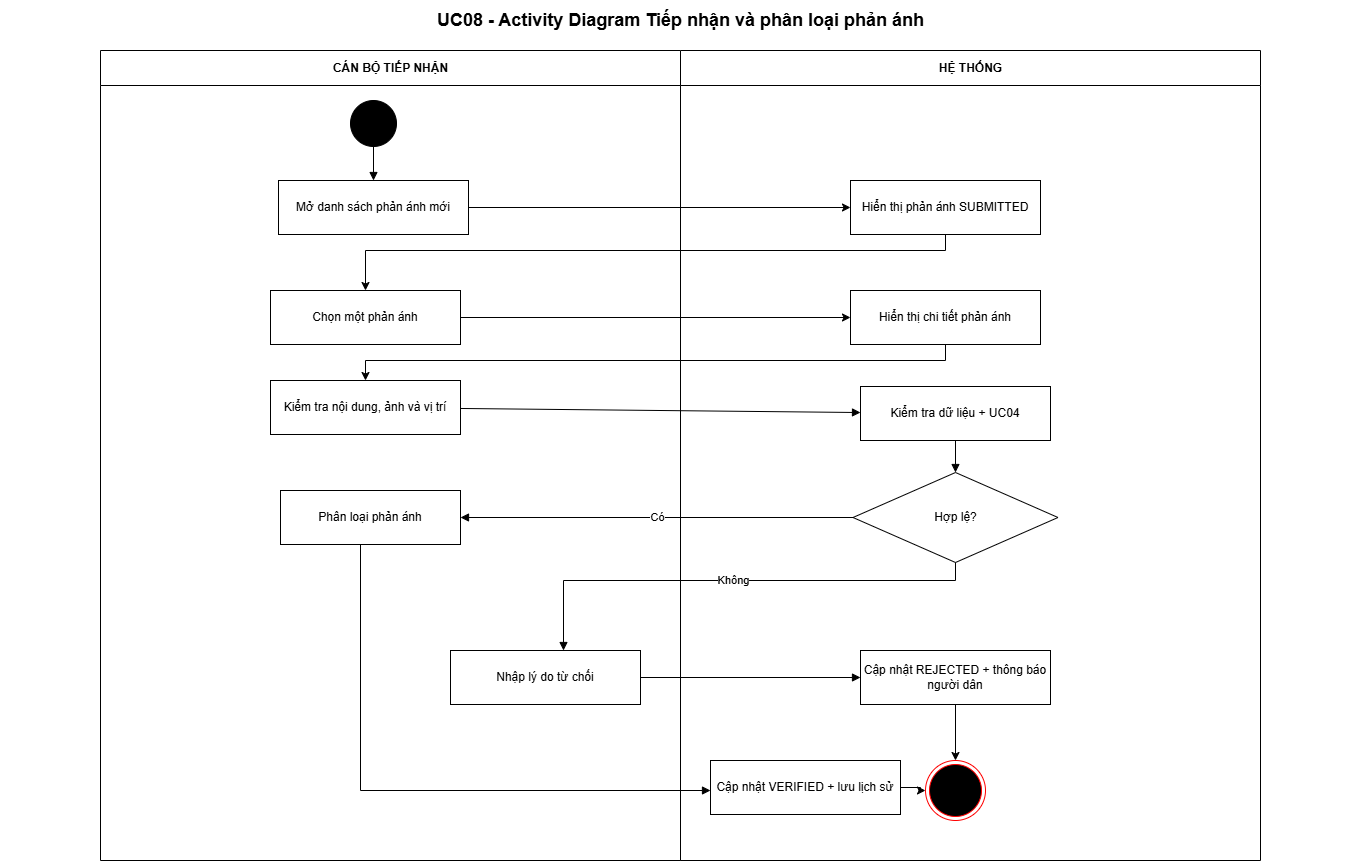 UC08 - Activity Diagram Tiếp nhận và phân loại phản ánh
CÁN BỘ TIẾP NHẬN
HỆ THỐNG
Mở danh sách phản ánh mới
Hiển thị phản ánh SUBMITTED
Chọn một phản ánh
Hiển thị chi tiết phản ánh
Kiểm tra nội dung, ảnh và vị trí
Kiểm tra dữ liệu + UC04
Phân loại phản ánh
Có
Hợp lệ?
Không
Nhập lý do từ chối
Cập nhật REJECTED + thông báo
người dân
Cập nhật VERIFIED + lưu lịch sử